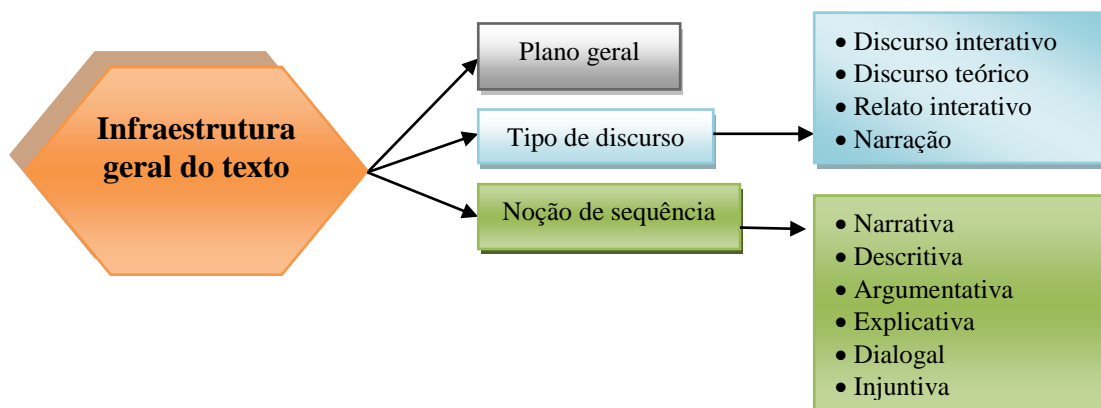 Infraestrutura
geral do texto
Plano geral
Tipo de discurso
• Discurso interativo
• Discurso teórico
• Relato interativo
• Narração
Noção de sequência
• Narrativa
• Descritiva
• Argumentativa
• Explicativa
• Dialogal
• Injuntiva